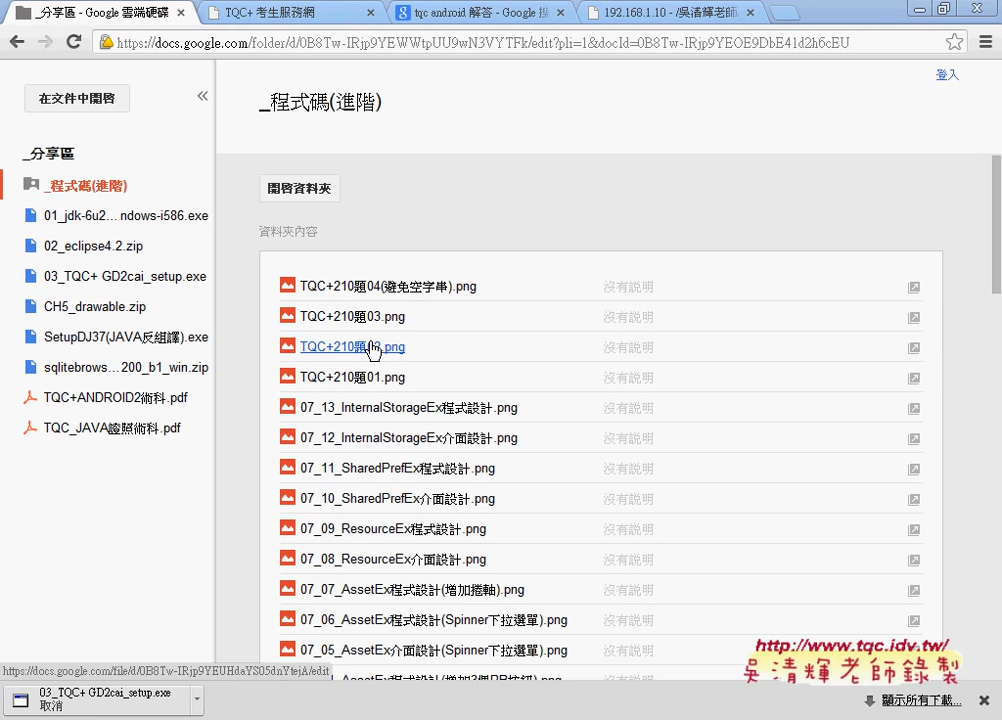 _分享區 - Google 雲端硬碟
TQC+ 考生服務網
tqc android 解答 - Google 搜
192.168.1.10 - /吳清輝老師
https://docs.google.com/folder/d/0B8Tw-IRjp9YEWWtpUU9wN3VYTFk/edit?pli=1&docId=0B8Tw-IRjp9YEOE9DbE41d2h6cEU
登入
在文件中開啓
_程式碼(進階)
_分享區
_程式碼(進階)
01_jdk-6u2... ndows-i586.exe
02_eclipse4.2.zip
03_TQC+ GD2cai_setup.exe
CH5_drawable.zip
SetupDJ37(JAVA反組譯).exe
sqlitebrows...200_b1_win.zip
TQC+ANDROID2術科.pdf
TQC_JAVA證照術科.pdf
開啓資料夾
資料夾內容
TQC+210題04(避免空字串).png 沒有說明
TQC+210題03.png 沒有說明
TQC+210題02.png 沒有說明
TQC+210題01.png 沒有說明
07_13_InternalStorageEx程式設計.png 沒有說明
07_12_InternalStorageEx介面設計.png 沒有說明
07_11_SharedPrefEx程式設計.png 沒有說明
07_10_SharedPrefEx介面設計.png 沒有說明
07_09_ResourceEx程式設計.png 沒有說明
07_08_ResourceEx介面設計.png 沒有說明
07_07_AssetEx程式設計(增加捲軸).png 沒有說明
07_06_AssetEx程式設計(Spinner下拉選單).png 沒有說明
07_05_AssetEx介面設計(Spinner下拉選單).png 沒有說明
https://docs.google.com/file/d/0B8Tw-IRjp9YEUHdaYS05dnYtejA/edit
http://www.tqc.idv.tw/
吳清輝老師錄製
03_TQC+ GD2cai_setup.exe
取消
顯示所有下載...